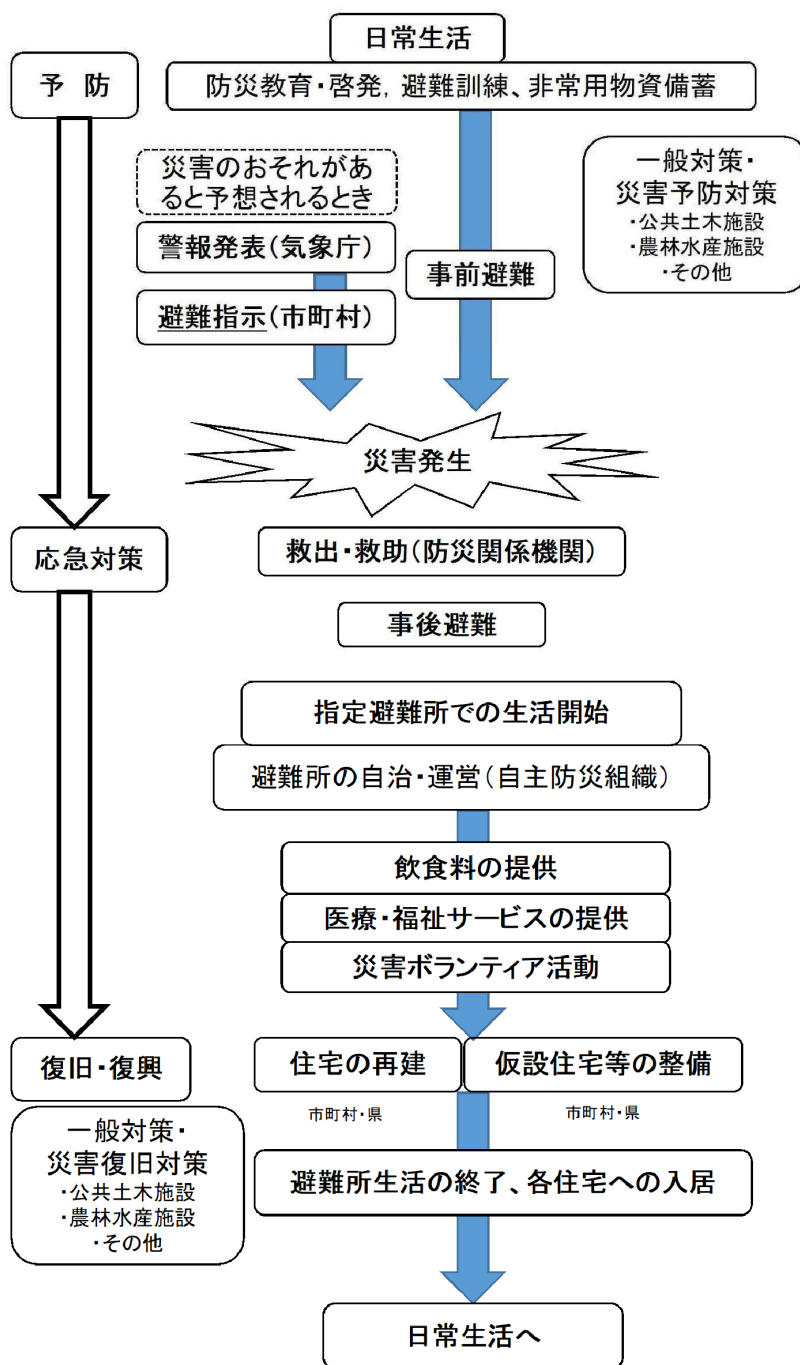 日常生活
予 防
防災教育・啓発, 避難訓練、非常用物資備蓄
災害のおそれがあ
ると予想されるとき
一般対策・
災害予防対策
・公共土木施設
・農林水産施設
・その他
警報発表(気象庁)
事前避難
避難指示(市町村)
災害発生
応急対策
救出・救助(防災関係機関)
事後避難
指定避難所での生活開始
避難所の自治・運営(自主防災組織)
飲食料の提供
医療・福祉サービスの提供
災害ボランティア活動
復旧・復興
住宅の再建
仮設住宅等の整備
市町村・県
市町村・県
一般対策・
災害復旧対策
・公共土木施設
・農林水産施設
・その他
避難所生活の終了、各住宅への入居
日常生活へ